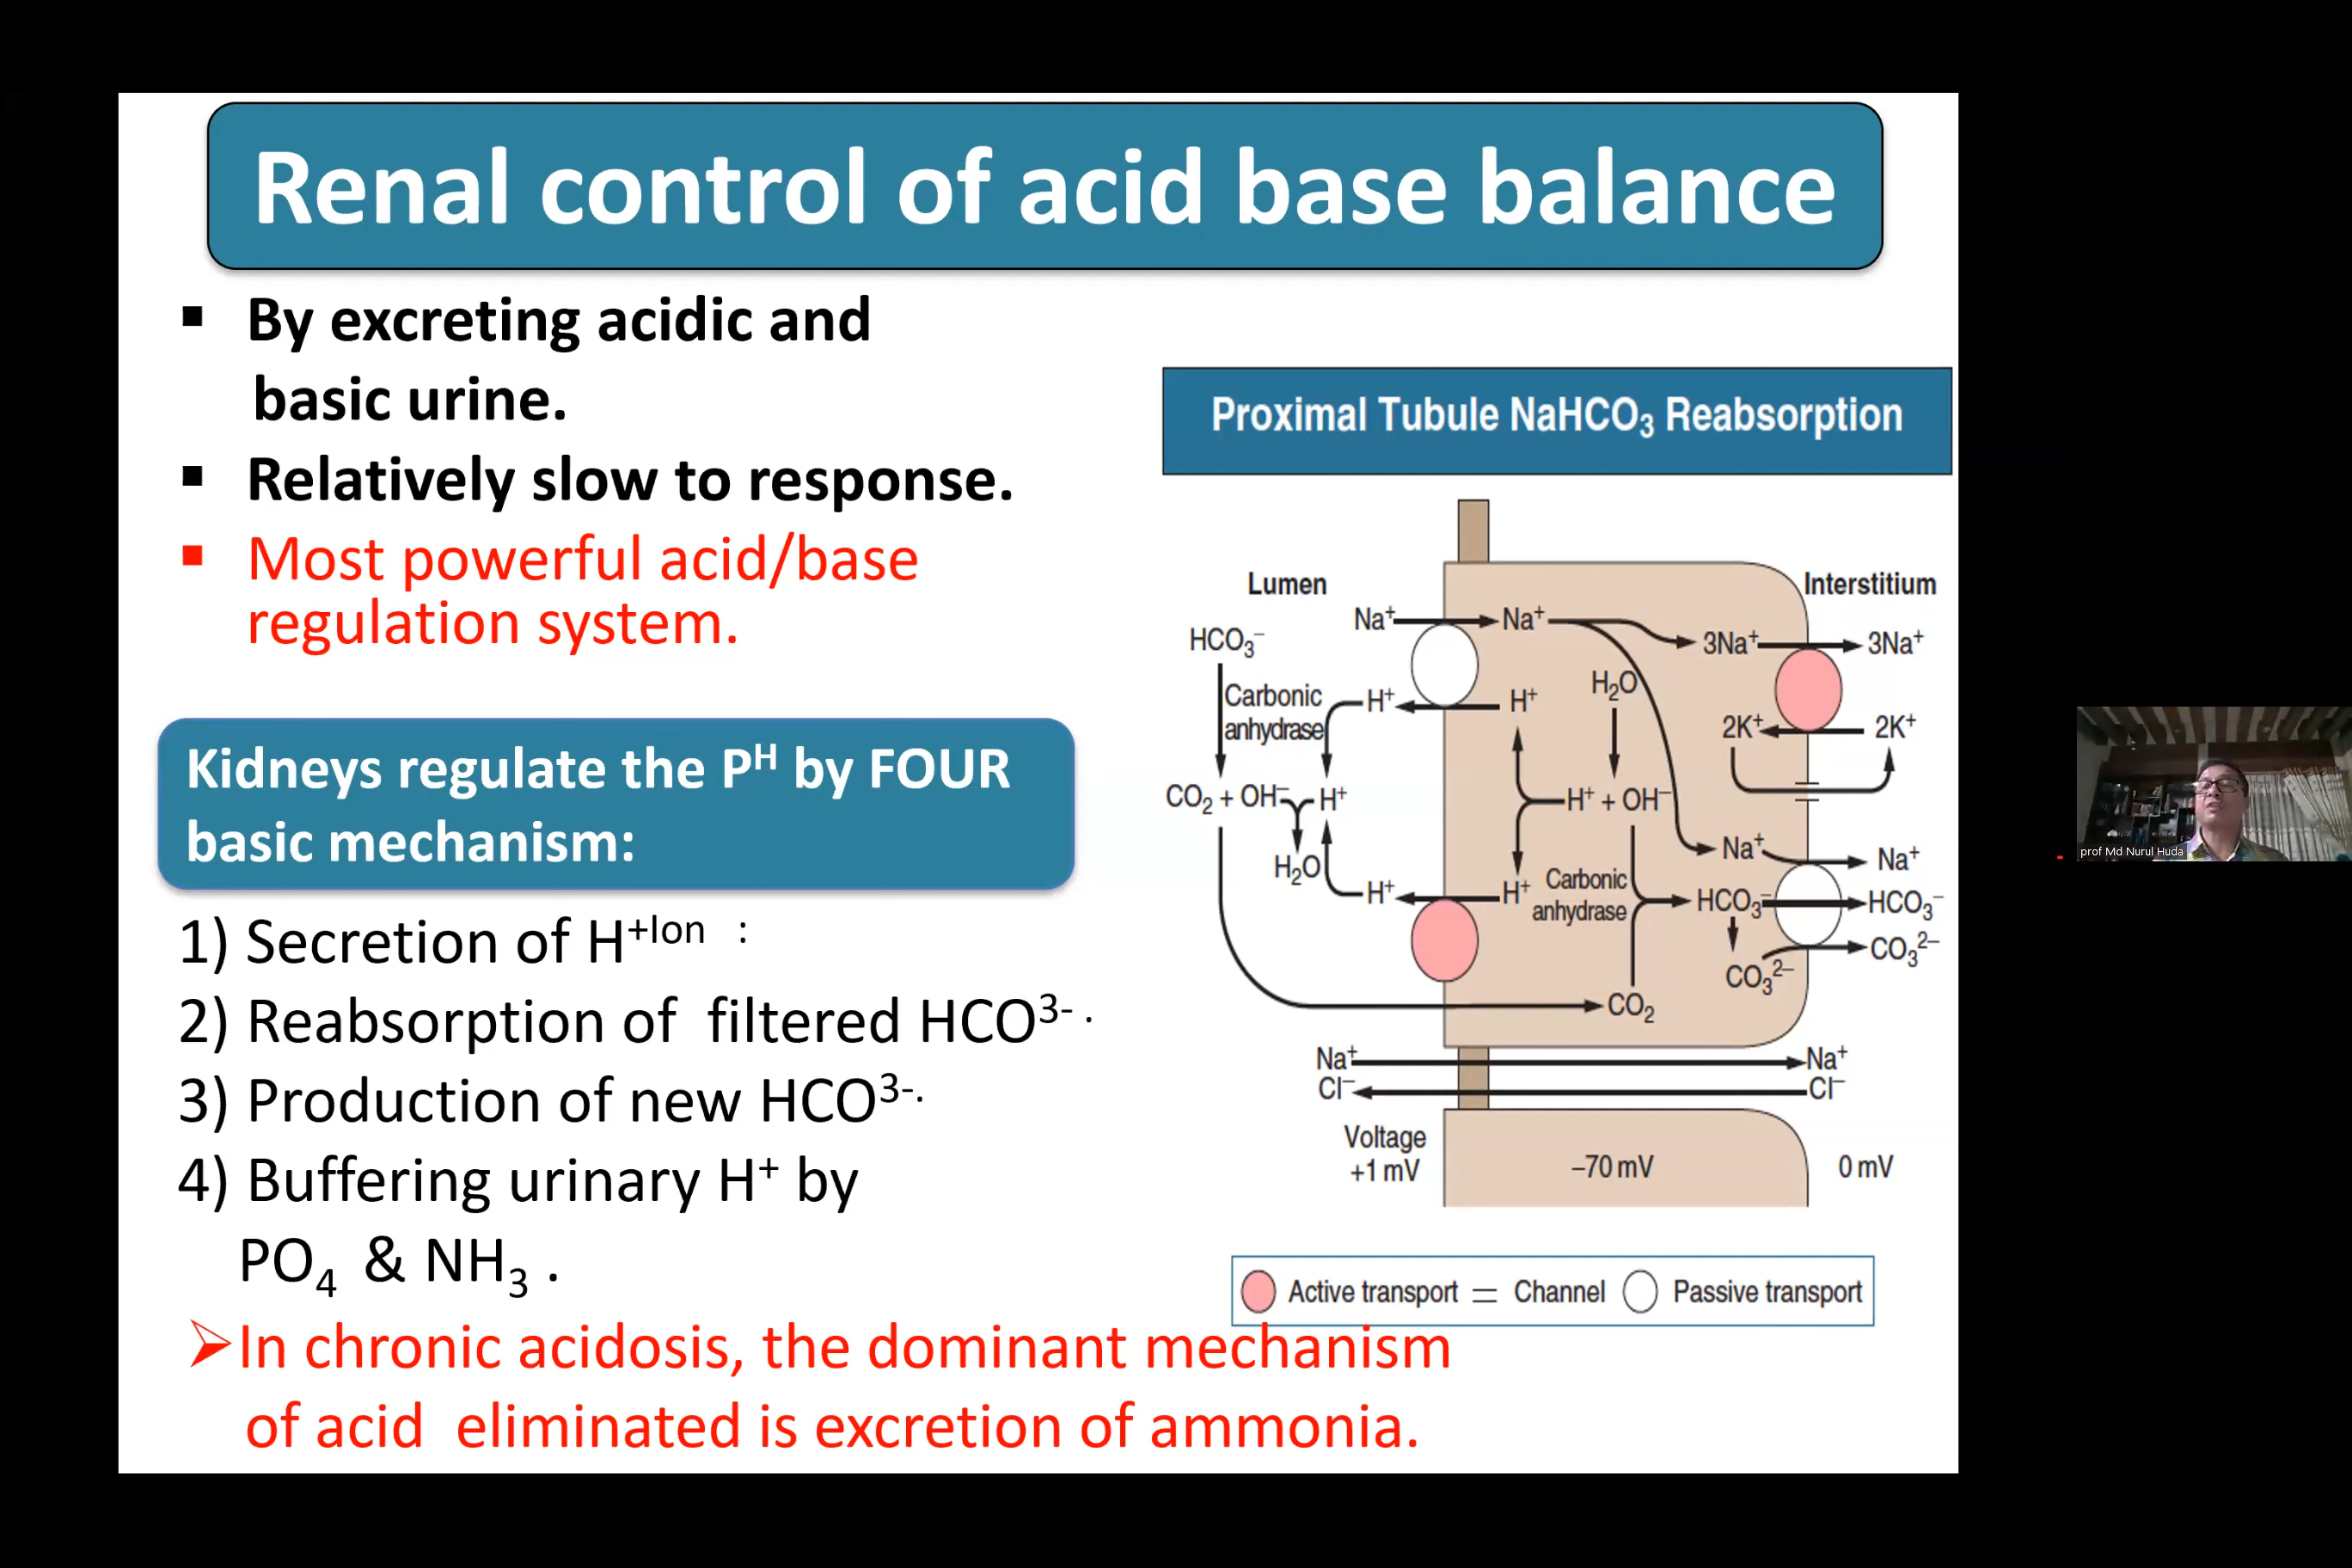 Renal control of acid base balance
▪ By excreting acidic and
basic urine.
▪ Relatively slow to response.
▪ Most powerful acid/base
regulation system.
Kidneys regulate the Pᴴ by FOUR
basic mechanism:
1) Secretion of H⁺ᴵᵒⁿ :
2) Reabsorption of filtered HCO³⁻ ·
3) Production of new HCO³⁻·
4) Buffering urinary H⁺ by
PO₄ & NH₃ .
➢In chronic acidosis, the dominant mechanism
of acid eliminated is excretion of ammonia.
Proximal Tubule NaHCO₃ Reabsorption
Lumen
Interstitium
Na⁺
Na⁺
3Na⁺
3Na⁺
HCO₃⁻
H₂O
Carbonic
anhydrase
H⁺
H⁺
2K⁺
2K⁺
CO₂ + OH⁻
H⁺
H⁺ + OH⁻
Na⁺
Na⁺
H₂O
H⁺
H⁺
Carbonic
anhydrase
HCO₃⁻
HCO₃⁻
CO₃²⁻
CO₃²⁻
CO₂
Na⁺
Na⁺
Cl⁻
Cl⁻
Voltage
+1 mV
–70 mV
0 mV
Active transport = Channel Passive transport
prof Md Nurul Huda